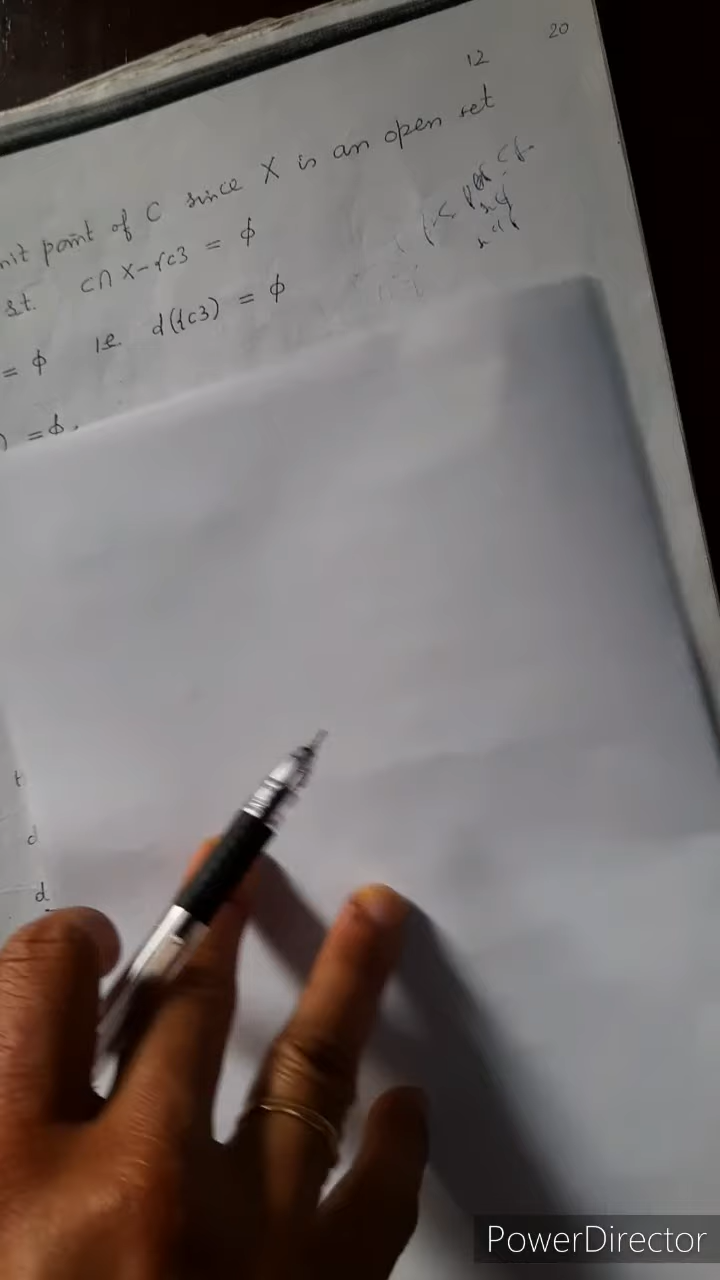 12 20
nit point of C since X is an open set
s.t. C∩X-{c} = ϕ
= ϕ i.e. d({c}) = ϕ
) = ϕ.
t
d
d
PowerDirector